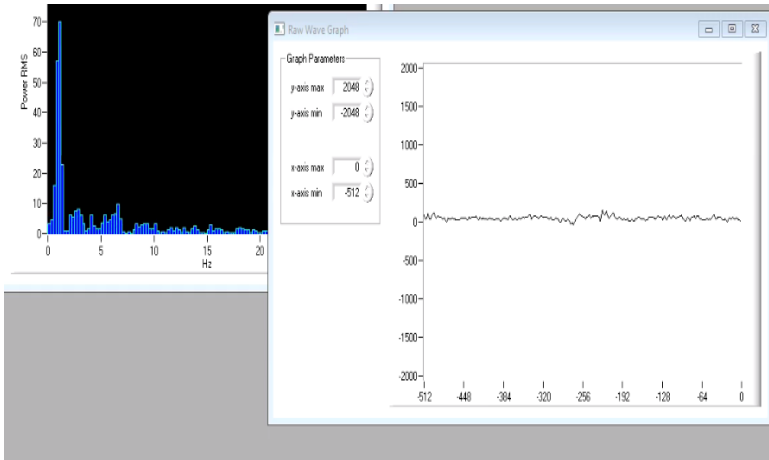 70
60
50
40
30
20
10
0
Power RMS
0 5 10 15 20
Hz
Raw Wave Graph
Graph Parameters
y-axis max 2048
y-axis min -2048
x-axis max 0
x-axis min -512
2000
1500
1000
500
0
-500
-1000
-1500
-2000
-512 -448 -384 -320 -256 -192 -128 -64 0